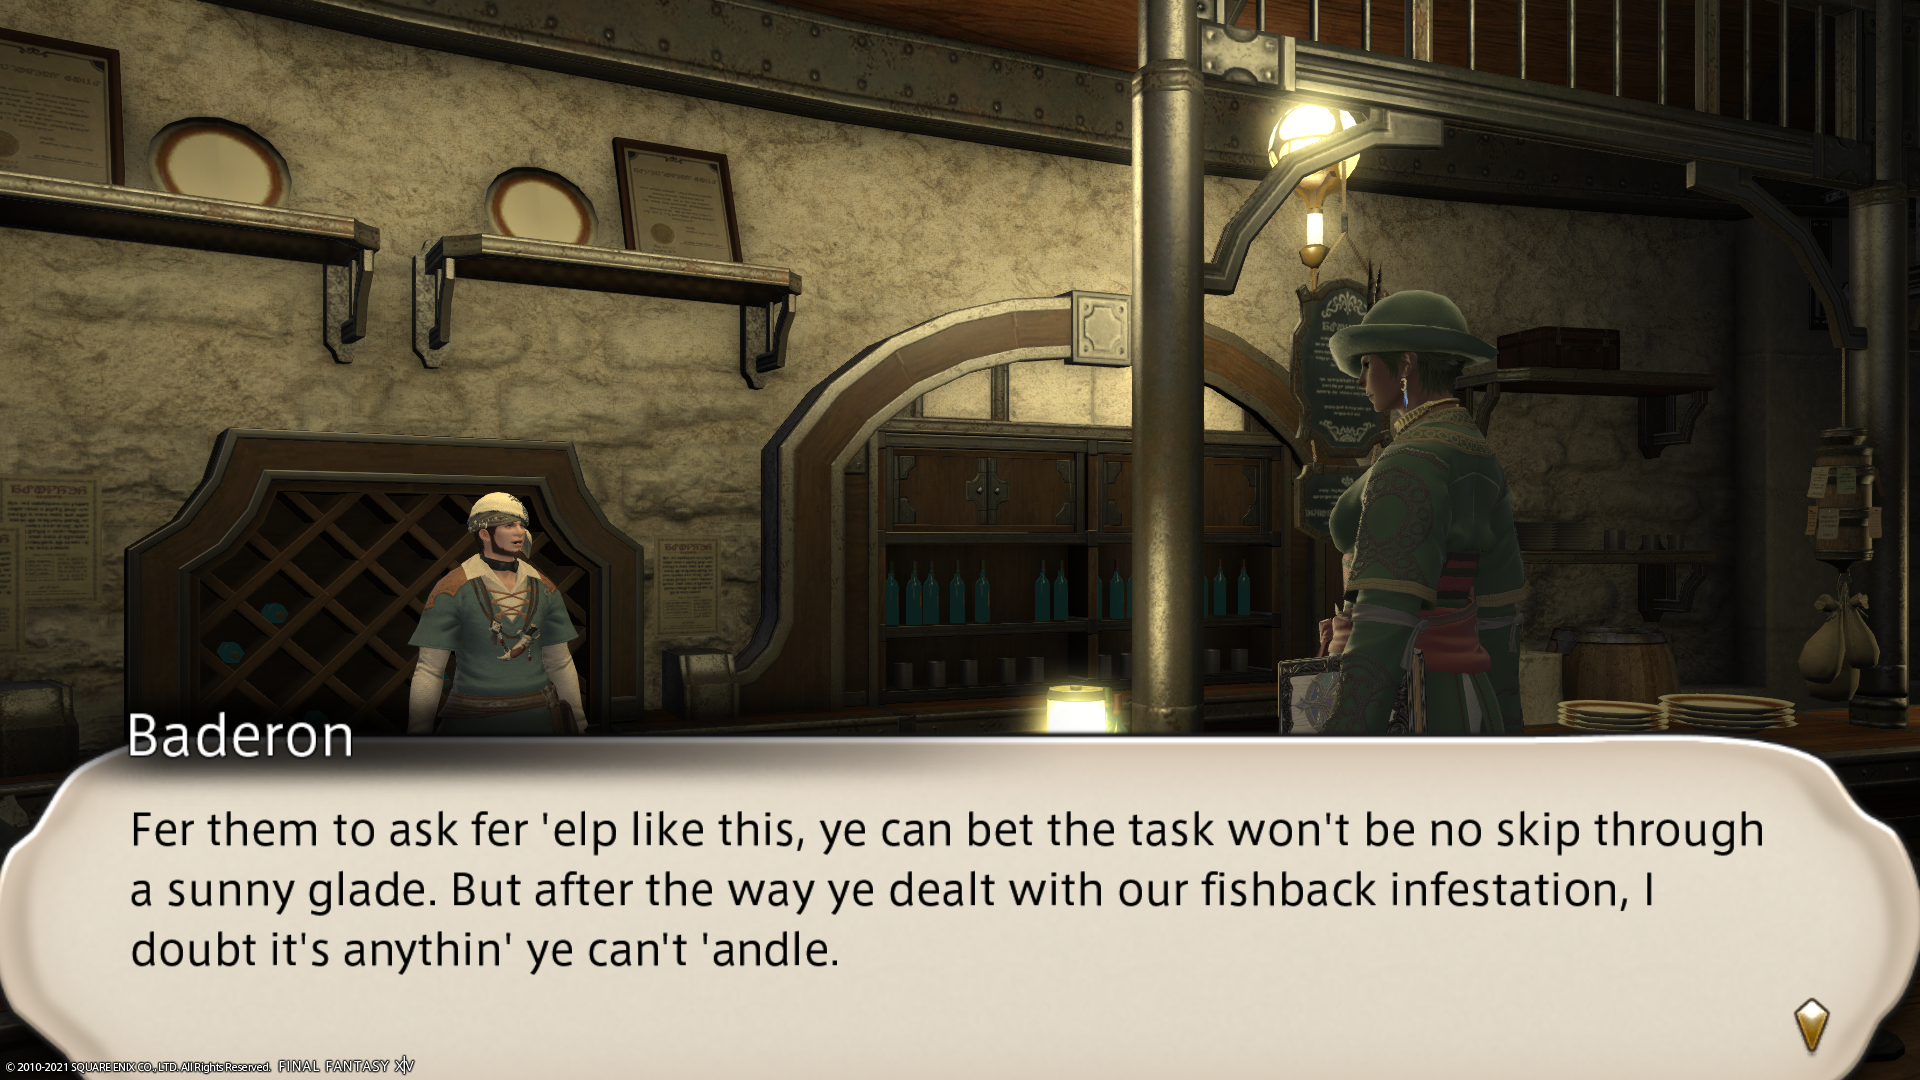 Baderon
Fer them to ask fer 'elp like this, ye can bet the task won't be no skip through
a sunny glade. But after the way ye dealt with our fishback infestation, I
doubt it's anythin' ye can't 'andle.
© 2010-2021 SQUARE ENIX CO., LTD. All Rights Reserved. FINAL FANTASY XIV